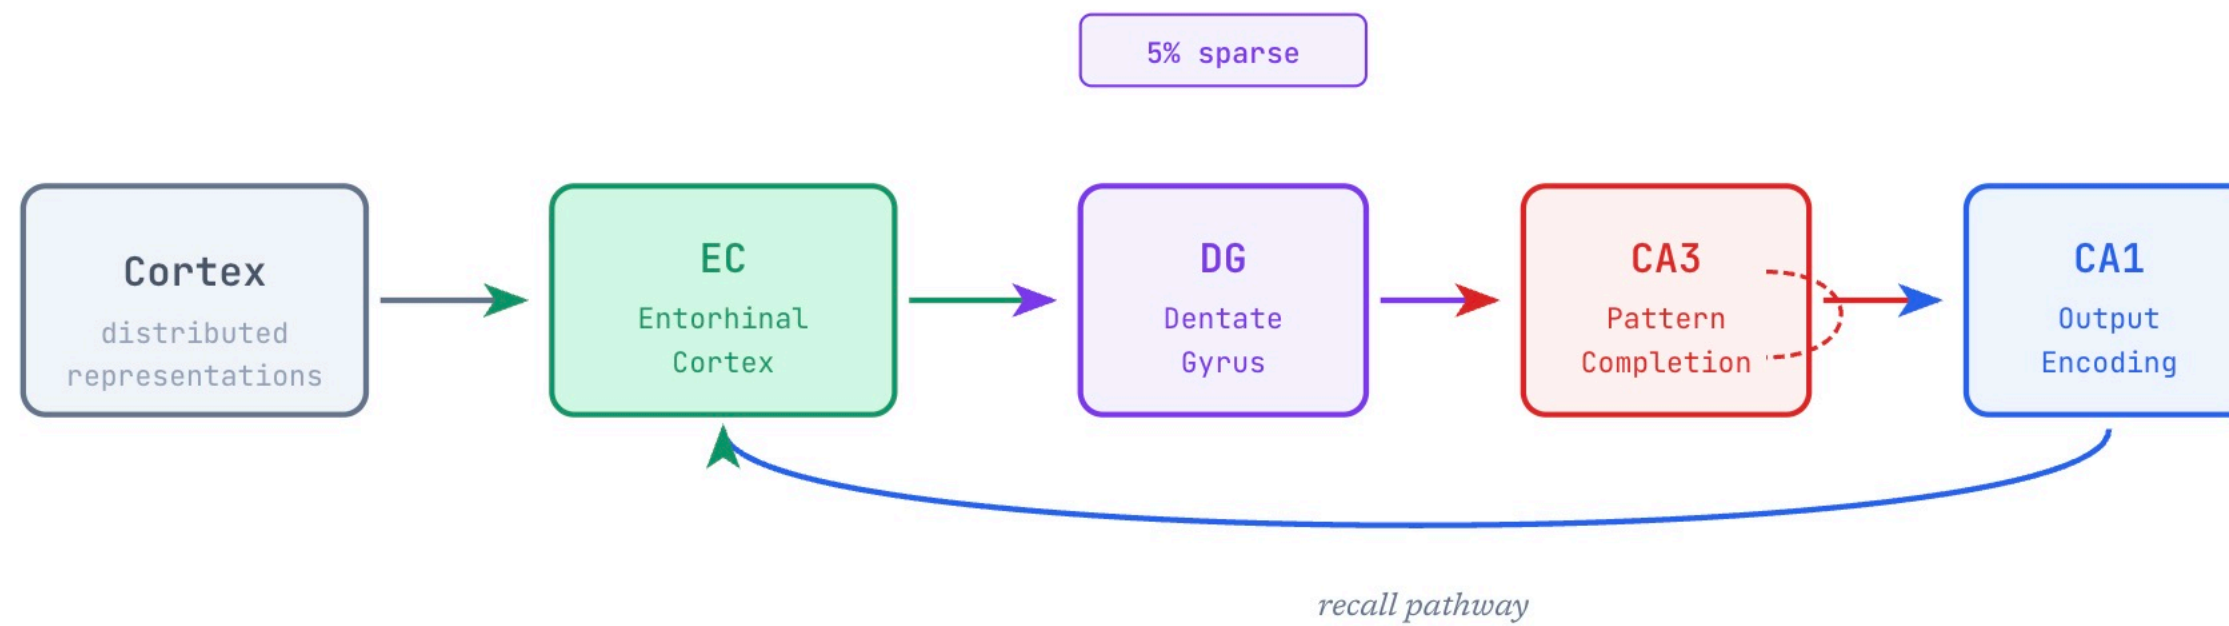 5% sparse
Cortex
distributed
representations
EC
Entorhinal
Cortex
DG
Dentate
Gyrus
CA3
Pattern
Completion
CA1
Output
Encoding
recall pathway